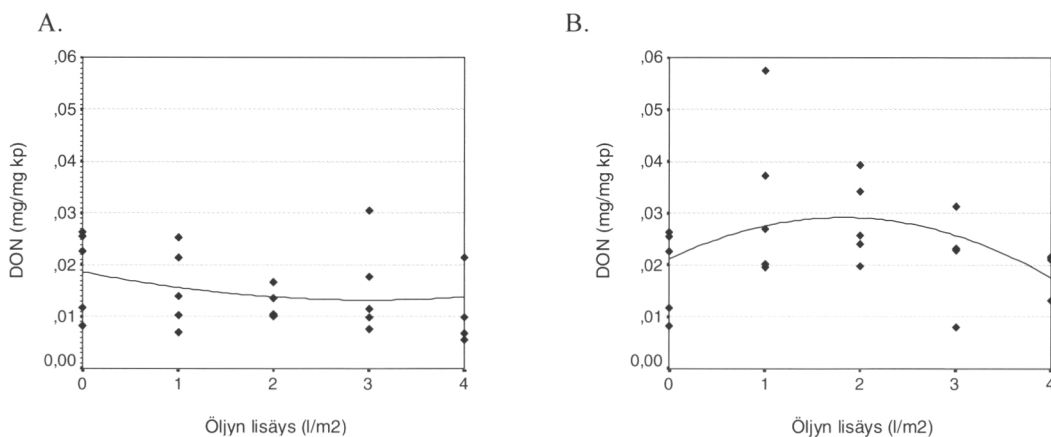 A.
,06
,05
,04
,03
,02
,01
0,00
DON (mg/mg kp)
0 1 2 3 4
Öljyn lisäys (l/m2)
B.
,06
,05
,04
,03
,02
,01
0,00
DON (mg/mg kp)
0 1 2 3 4
Öljyn lisäys (l/m2)